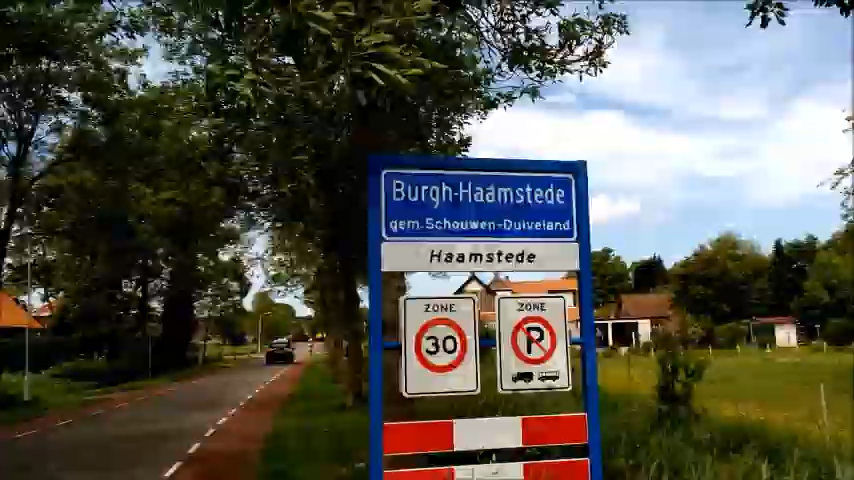 Burgh-Haamstede
gem. Schouwen-Duiveland
Haamstede
ZONE
30
ZONE
P